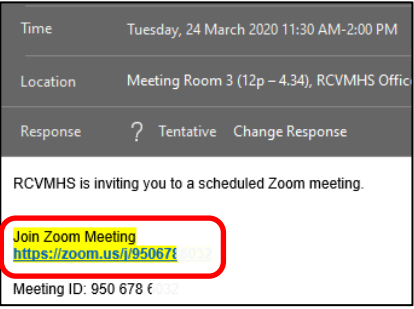 Time Tuesday, 24 March 2020 11:30 AM-2:00 PM
Location Meeting Room 3 (12p – 4.34), RCVMHS Offic
Response ? Tentative Change Response
RCVMHS is inviting you to a scheduled Zoom meeting.
Join Zoom Meeting
https://zoom.us/j/950678
Meeting ID: 950 678